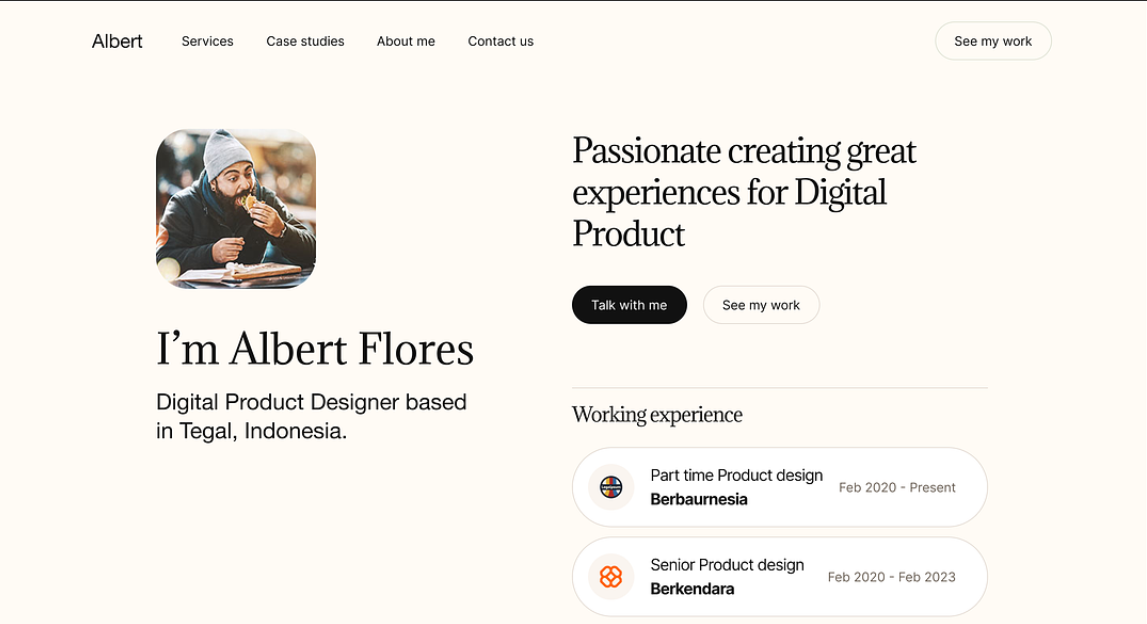 Albert
Services
Case studies
About me
Contact us
See my work
I’m Albert Flores
Digital Product Designer based
in Tegal, Indonesia.
Passionate creating great
experiences for Digital
Product
Talk with me
See my work
Working experience
Part time Product design
Berbaurnesia
Feb 2020 - Present
Senior Product design
Berkendara
Feb 2020 - Feb 2023